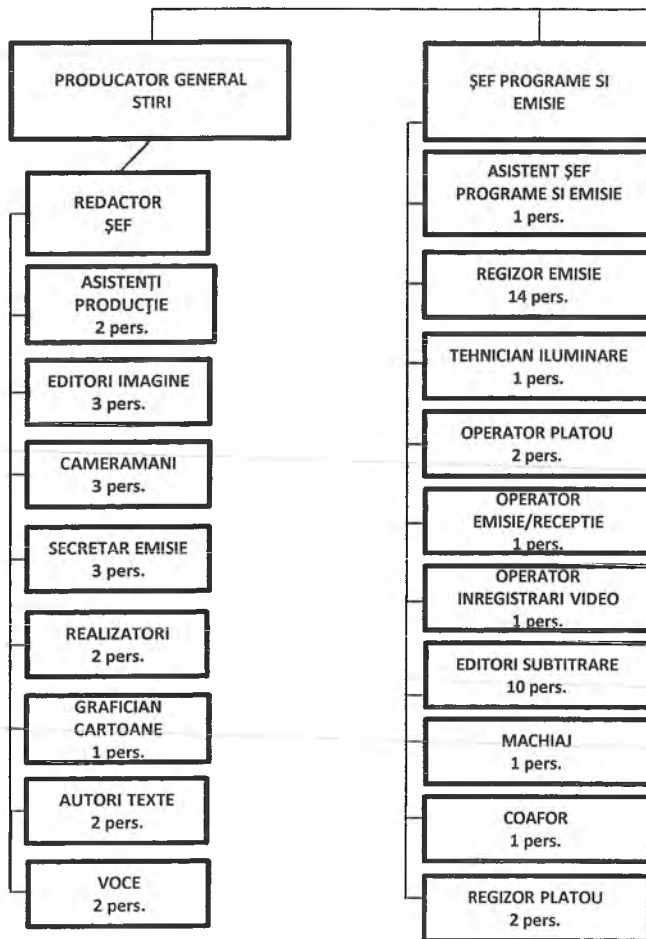 PRODUCATOR GENERAL
STIRI
REDACTOR
ŞEF
ASISTENŢI
PRODUCŢIE
2 pers.
EDITORI IMAGINE
3 pers.
CAMERAMANI
3 pers.
SECRETAR EMISIE
3 pers.
REALIZATORI
2 pers.
GRAFICIAN
CARTOANE
1 pers.
AUTORI TEXTE
2 pers.
VOCE
2 pers.
ŞEF PROGRAME SI
EMISIE
ASISTENT ŞEF
PROGRAME SI EMISIE
1 pers.
REGIZOR EMISIE
14 pers.
TEHNICIAN ILUMINARE
1 pers.
OPERATOR PLATOU
2 pers.
OPERATOR
EMISIE/RECEPTIE
1 pers.
OPERATOR
INREGISTRARI VIDEO
1 pers.
EDITORI SUBTITRARE
10 pers.
MACHIAJ
1 pers.
COAFOR
1 pers.
REGIZOR PLATOU
2 pers.